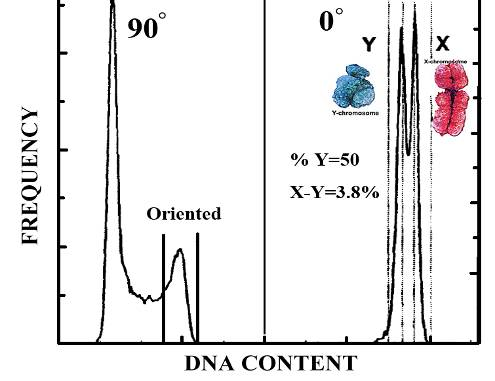 90°
0°
Y
X
X-chromosome
Y-chromosome
% Y=50
X-Y=3.8%
Oriented
FREQUENCY
DNA CONTENT